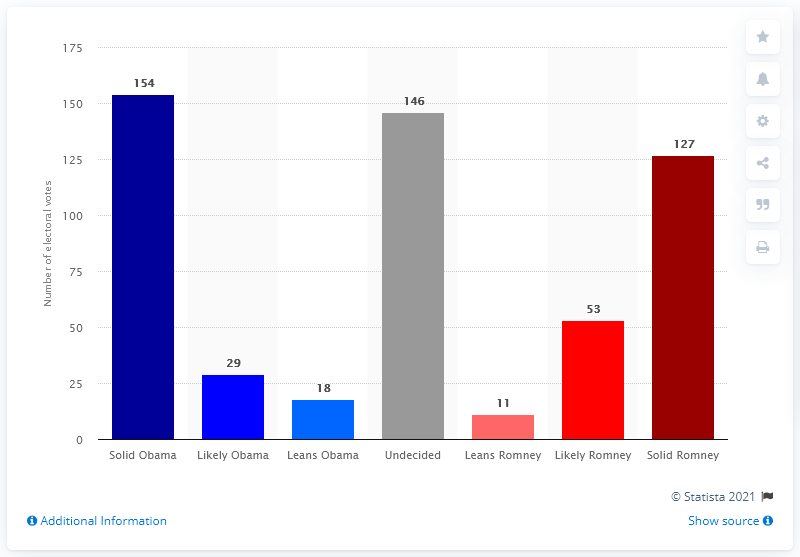 Number of electoral votes
175
150
125
100
75
50
25
0
154
29
18
146
11
53
127
Solid Obama
Likely Obama
Leans Obama
Undecided
Leans Romney
Likely Romney
Solid Romney
© Statista 2021
Additional Information
Show source